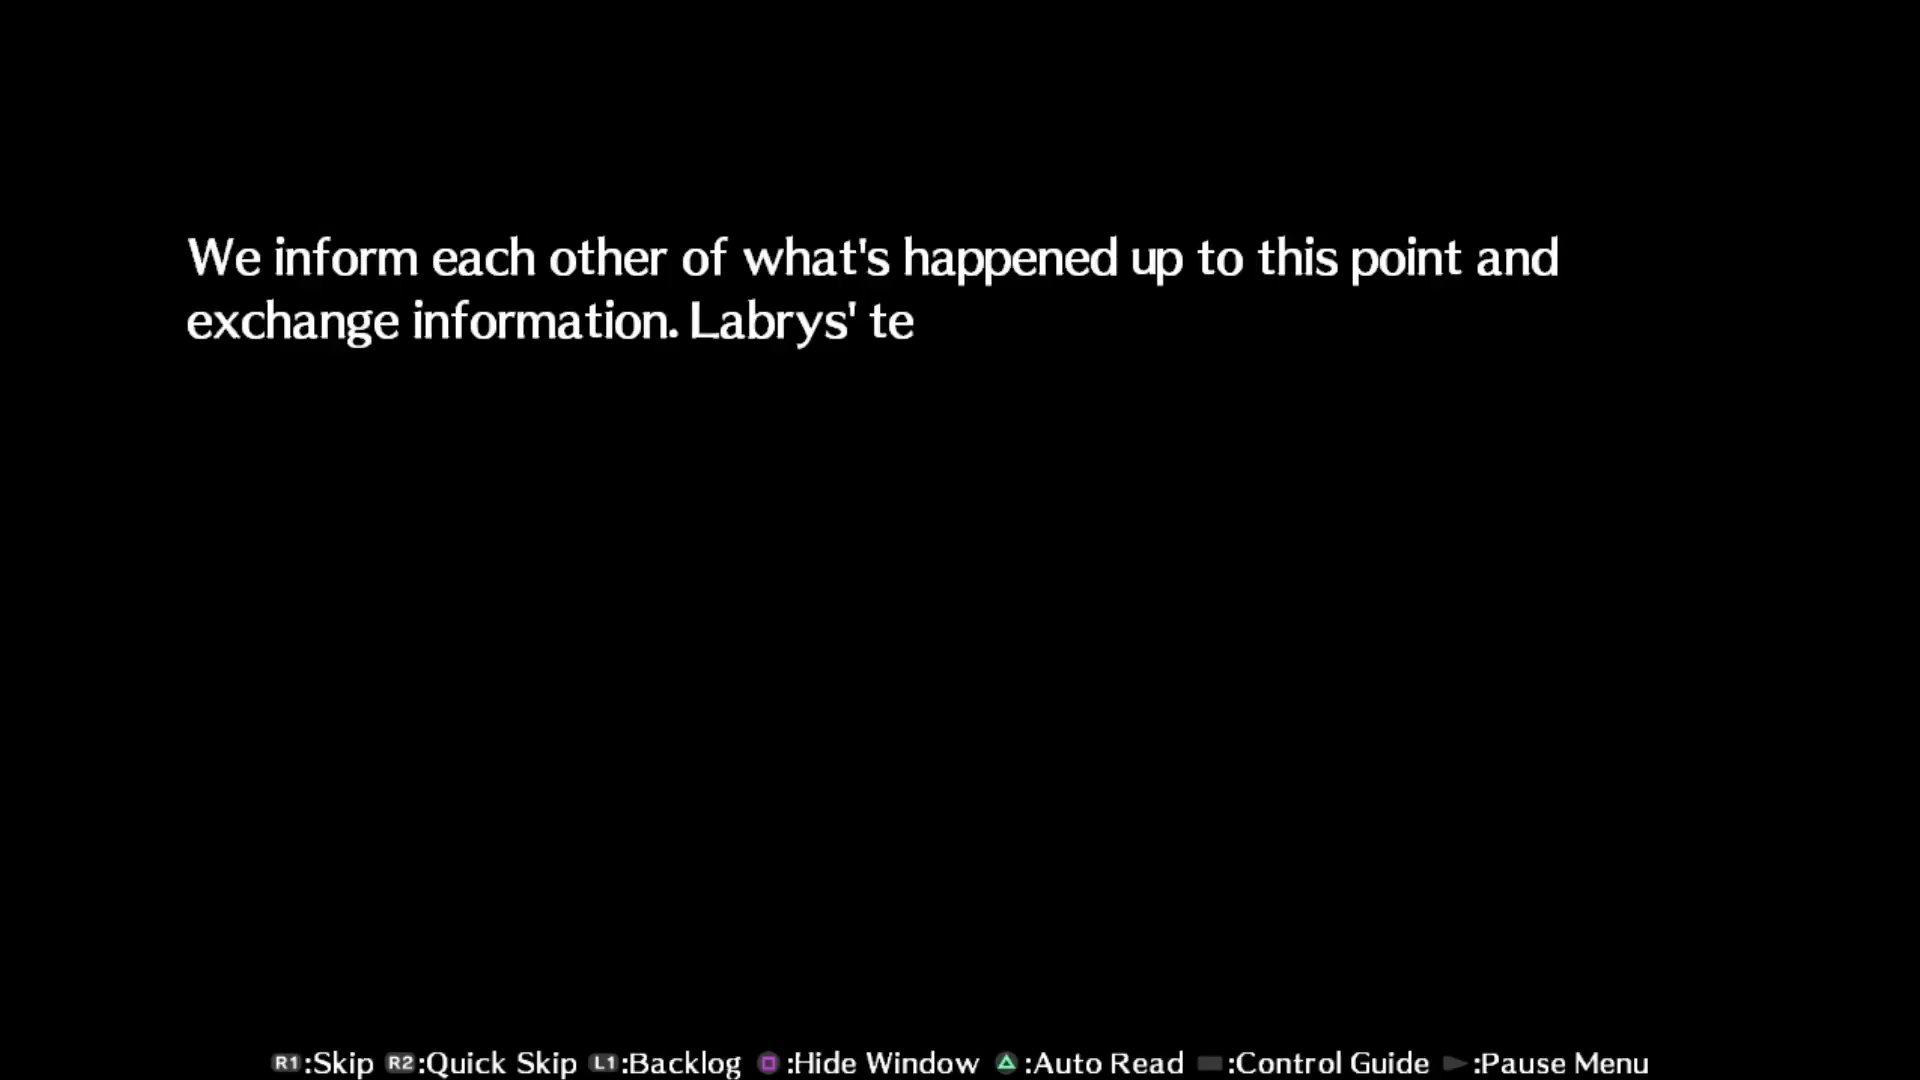 We inform each other of what's happened up to this point and
exchange information. Labrys' te
R1:Skip R2:Quick Skip L1:Backlog :Hide Window :Auto Read :Control Guide :Pause Menu